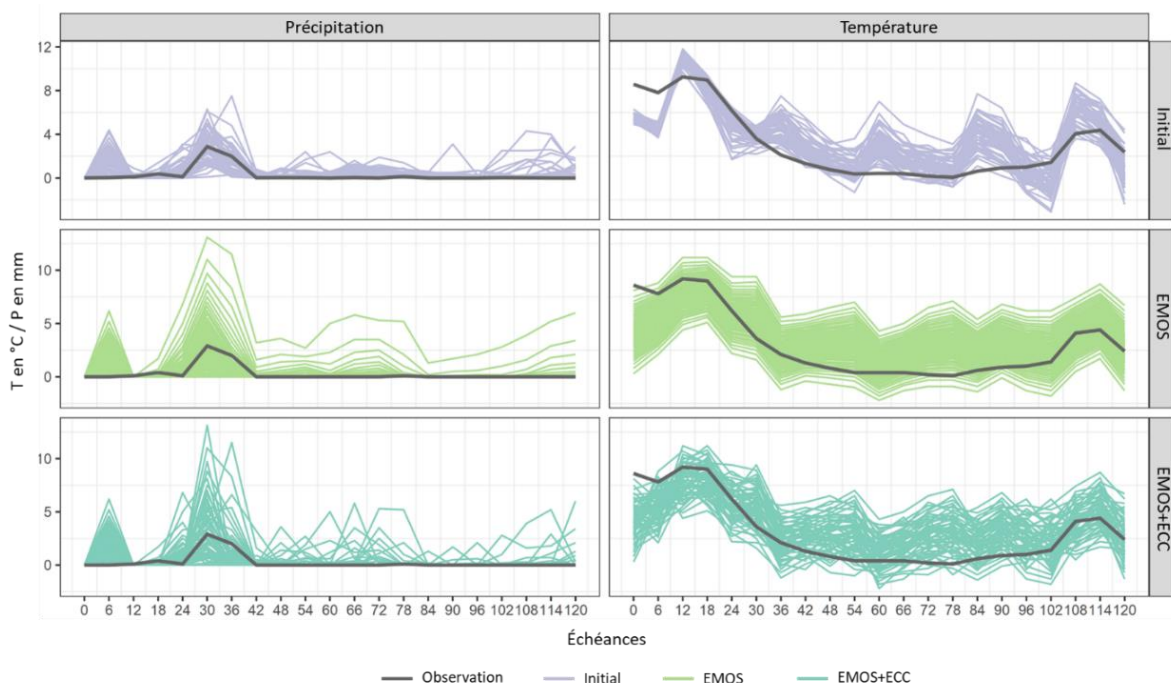 Précipitation
Température
12
8
4
0
Initial
10
5
0
EMOS
T en °C / P en mm
10
5
0
EMOS+ECC
0 6 12 18 24 30 36 42 48 54 60 66 72 78 84 90 96 102 108 114 120
0 6 12 18 24 30 36 42 48 54 60 66 72 78 84 90 96 102 108 114 120
Échéances
Observation Initial EMOS EMOS+ECC